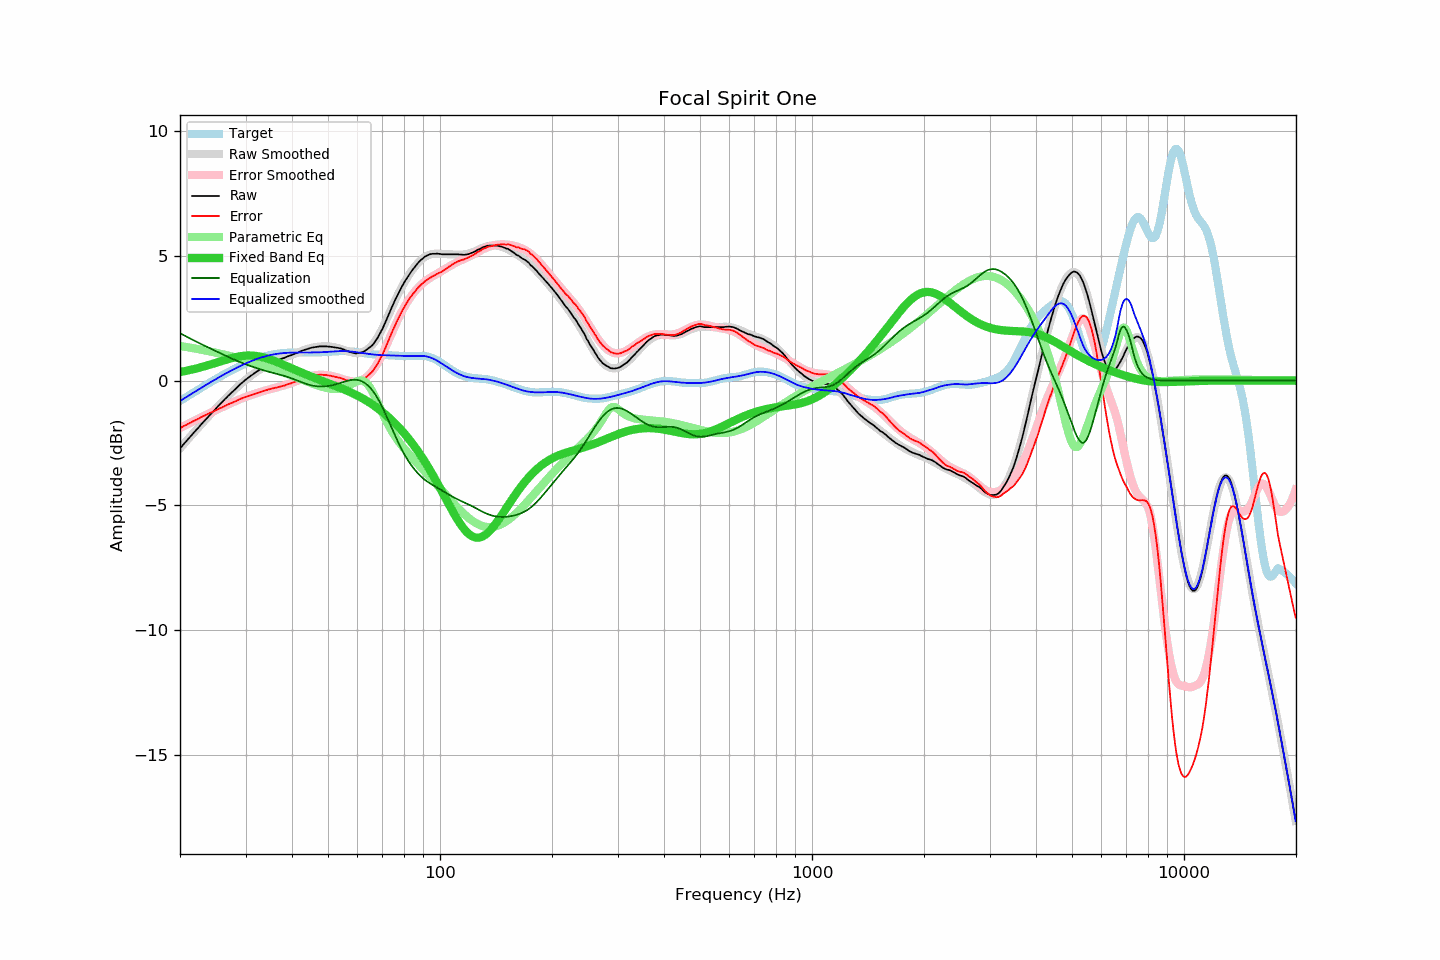 Focal Spirit One
10
5
0
−5
−10
−15
Amplitude (dBr)
Target
Raw Smoothed
Error Smoothed
Raw
Error
Parametric Eq
Fixed Band Eq
Equalization
Equalized smoothed
100
1000
10000
Frequency (Hz)